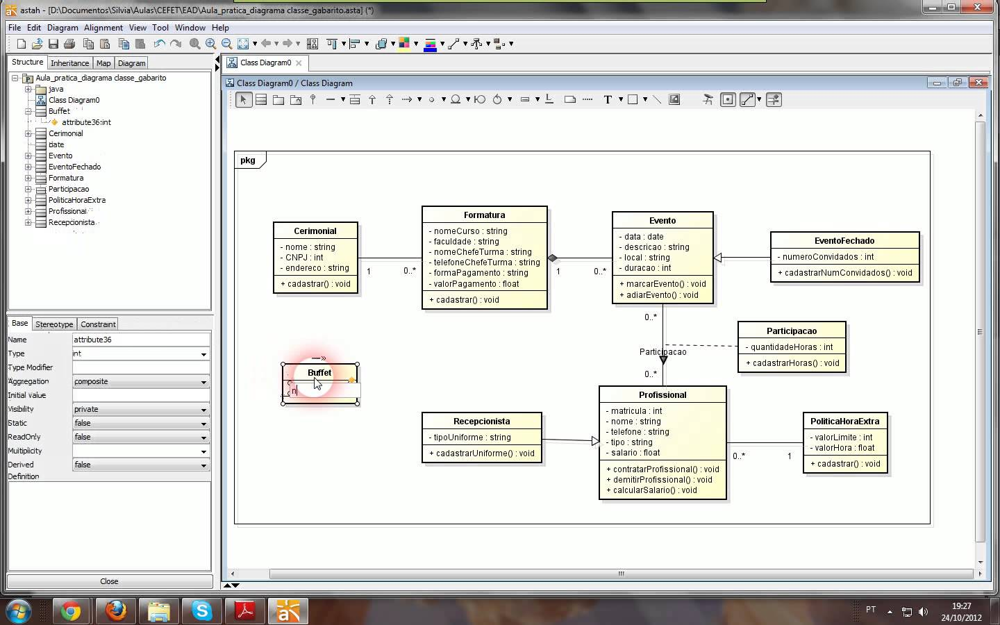 astah - [D:\Documentos\Silvia\Aulas\CEFET\EAD\Aula_pratica_diagrama classe_gabarito.asta] (*)
File Edit Diagram Alignment View Tool Window Help
Structure Inheritance Map Diagram
Aula_pratica_diagrama classe_gabarito
java
Class Diagram0
Buffet
attribute36:int
Cerimonial
date
Evento
EventoFechado
Formatura
Participacao
PoliticaHoraExtra
Profissional
Recepcionista
Base Stereotype Constraint
Name attribute36
Type int
Type Modifier
Aggregation composite
Initial Value
Visibility private
Static false
ReadOnly false
Multiplicity
Derived false
Definition
Close
Class Diagram0
Class Diagram0 / Class Diagram
T
pkg
Cerimonial
- nome : string
- CNPJ : int
- endereco : string
+ cadastrar() : void
1
0..*
Formatura
- nomeCurso : string
- faculdade : string
- nomeChefeTurma : string
- telefoneChefeTurma : string
- formaPagamento : string
- valorPagamento : float
+ cadastrar() : void
1
0..*
Evento
- data : date
- descricao : string
- local : string
- duracao : int
+ marcarEvento() : void
+ adiarEvento() : void
EventoFechado
- numeroConvidados : int
+ cadastrarNumConvidados() : void
0..*
Participacao
0..*
Participacao
- quantidadeHoras : int
+ cadastrarHoras() : void
Buffet
n
Recepcionista
- tipoUniforme : string
+ cadastrarUniforme() : void
Profissional
- matricula : int
- nome : string
- telefone : string
- tipo : string
- salario : float
+ contratarProfissional() : void
+ demitirProfissional() : void
+ calcularSalario() : void
0..*
1
PoliticaHoraExtra
- valorLimite : int
- valorHora : float
+ cadastrar() : void
PT
19:27
24/10/2012